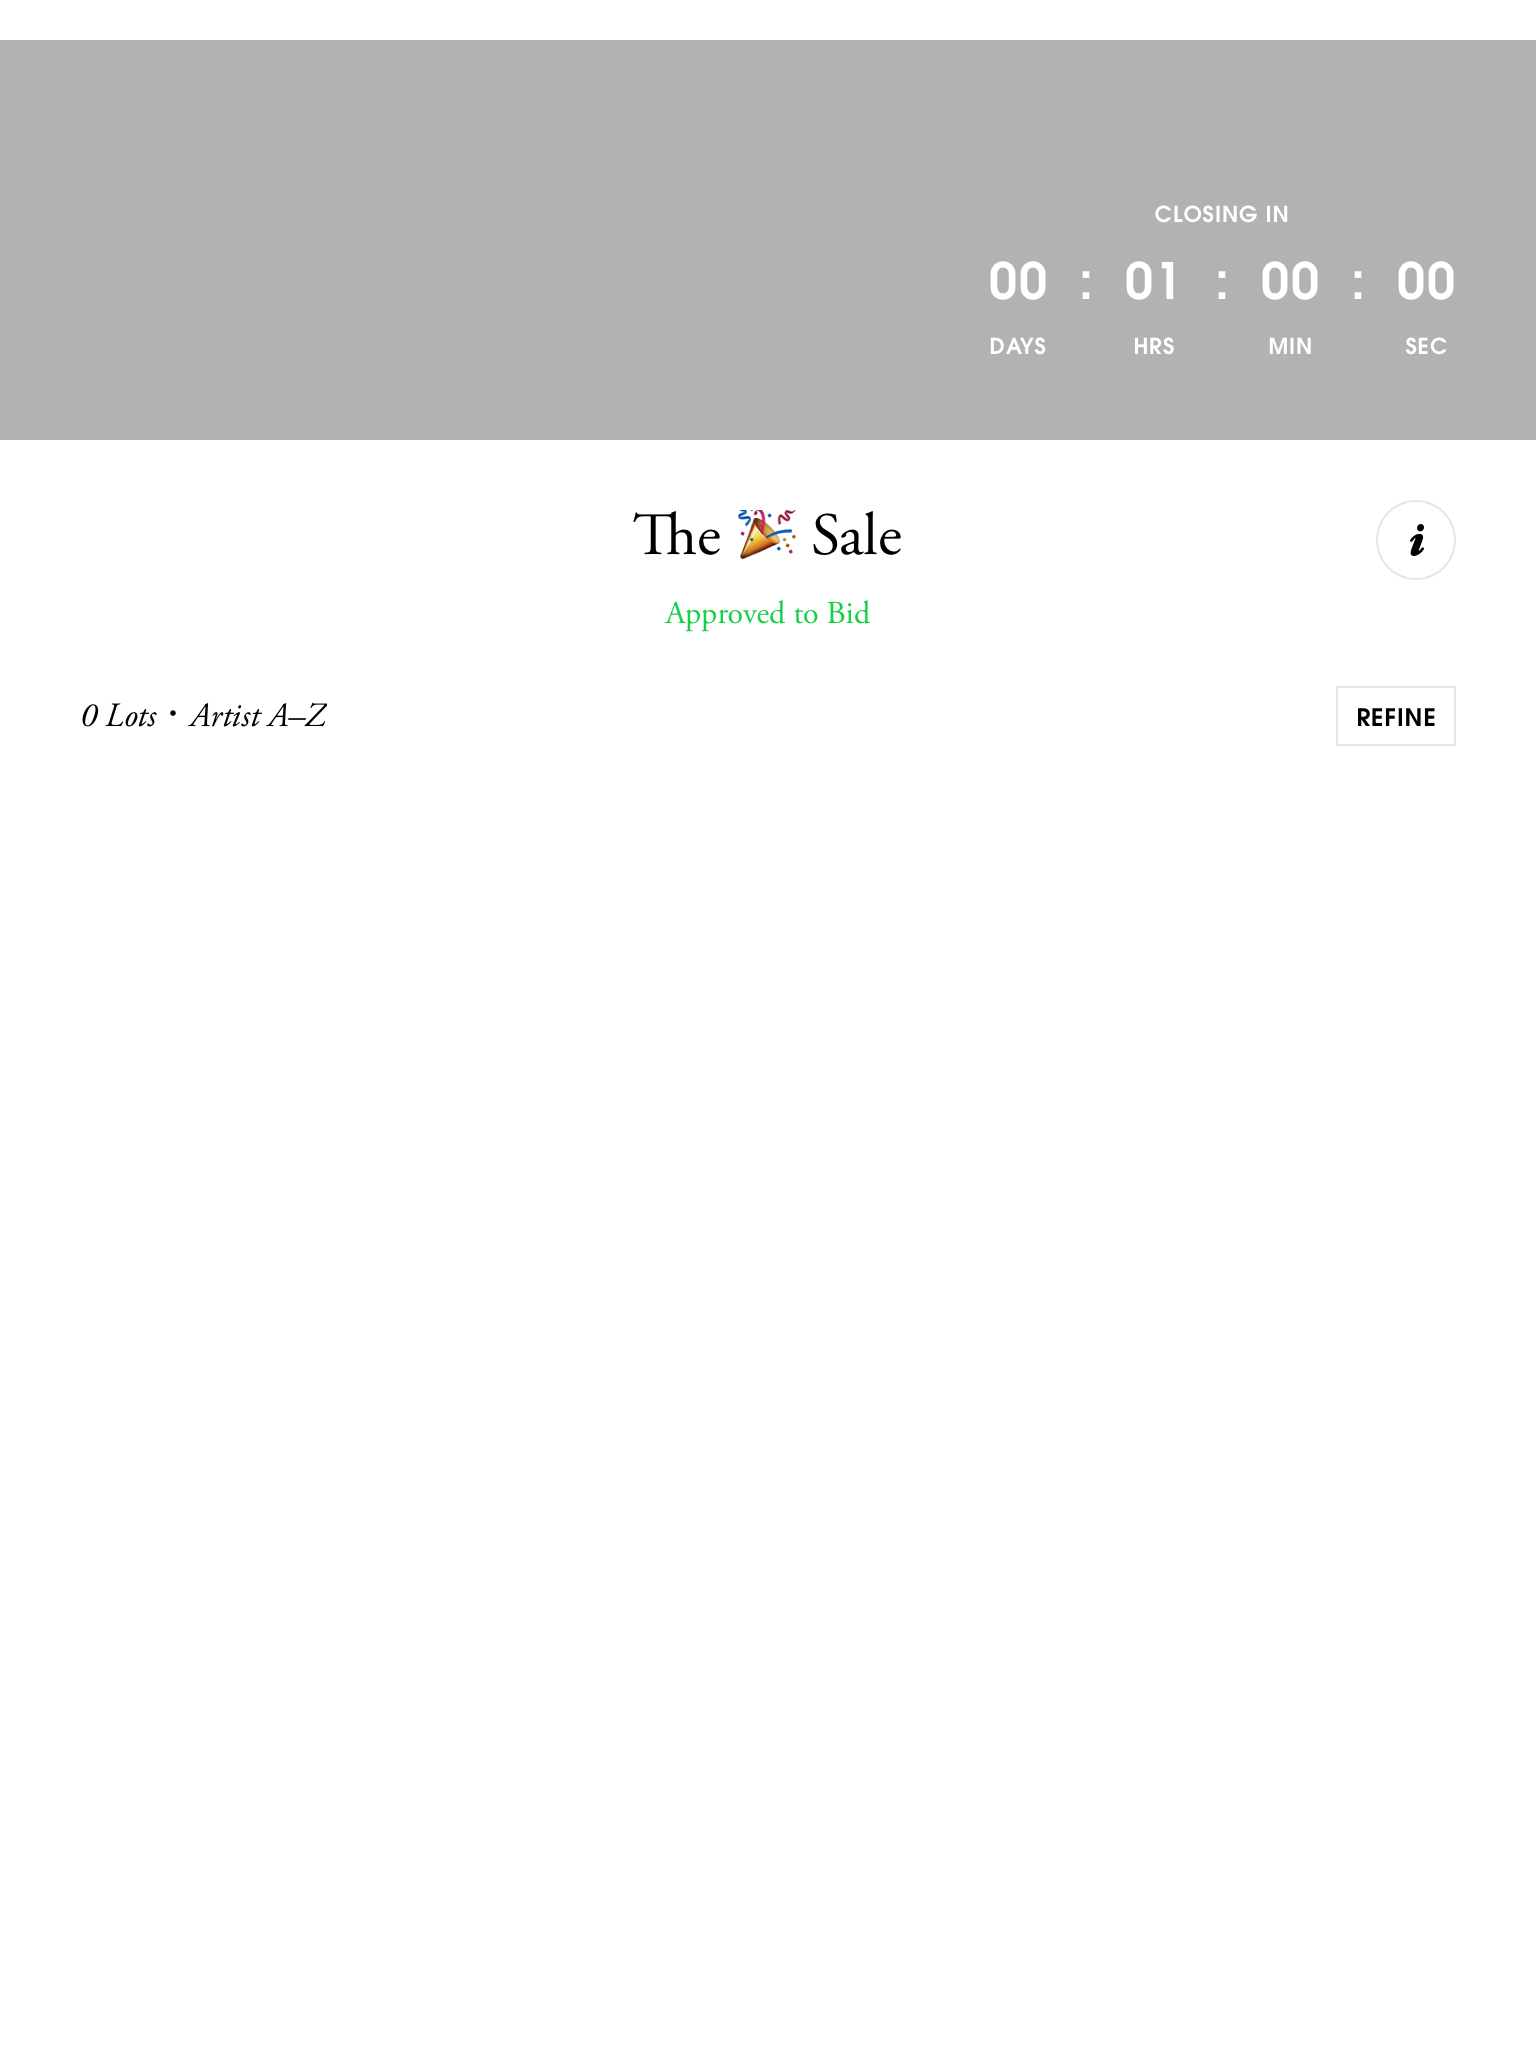 CLOSING IN
00 : 01 : 00 : 00
DAYS HRS MIN SEC
The 🎉 Sale
i
Approved to Bid
0 Lots • Artist A–Z
REFINE